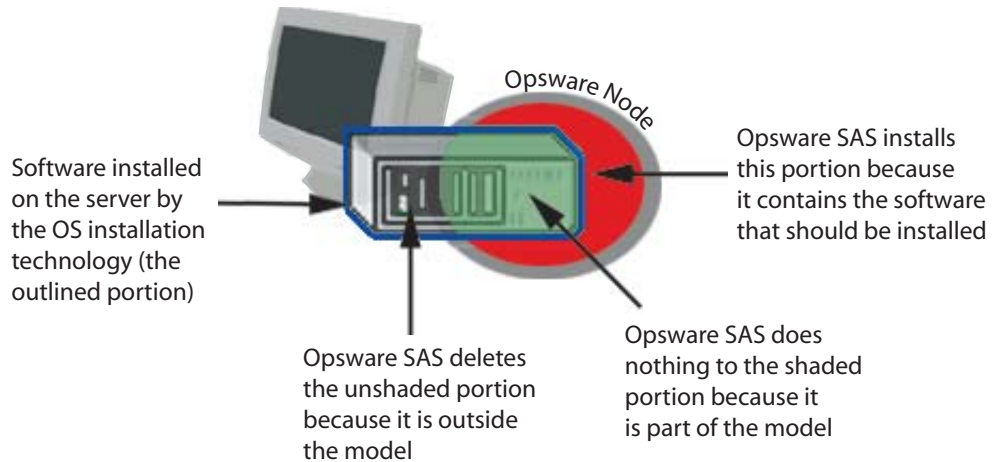 Opsware Node
Software installed
on the server by
the OS installation
technology (the
outlined portion)
Opsware SAS installs
this portion because
it contains the software
that should be installed
Opsware SAS deletes
the unshaded portion
because it is outside
the model
Opsware SAS does
nothing to the shaded
portion because it
is part of the model